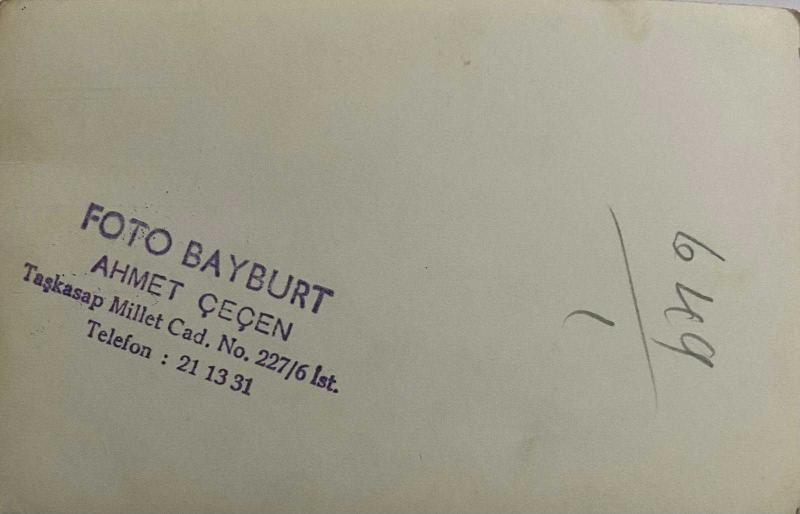 FOTO BAYBURT
AHMET ÇEÇEN
Taşkasap Millet Cad. No. 227/6 İst.
Telefon : 21 13 31
649
1